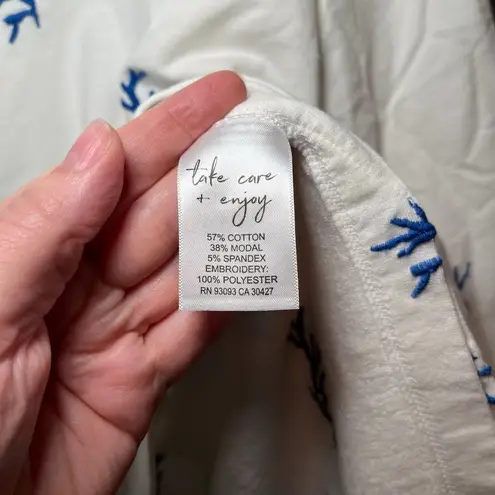 take care
+ enjoy
57% COTTON
38% MODAL
5% SPANDEX
EMBROIDERY:
100% POLYESTER
RN 93093 CA 30427